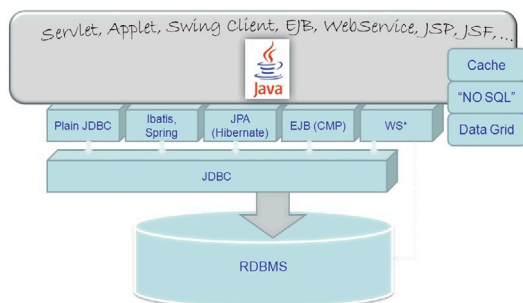 Servlet, Applet, Swing Client, EJB, WebService, JSP, JSF,...
Java
Cache
"NO SQL"
Data Grid
Plain JDBC
Ibatis,
Spring
JPA
(Hibernate)
EJB (CMP)
WS*
JDBC
RDBMS